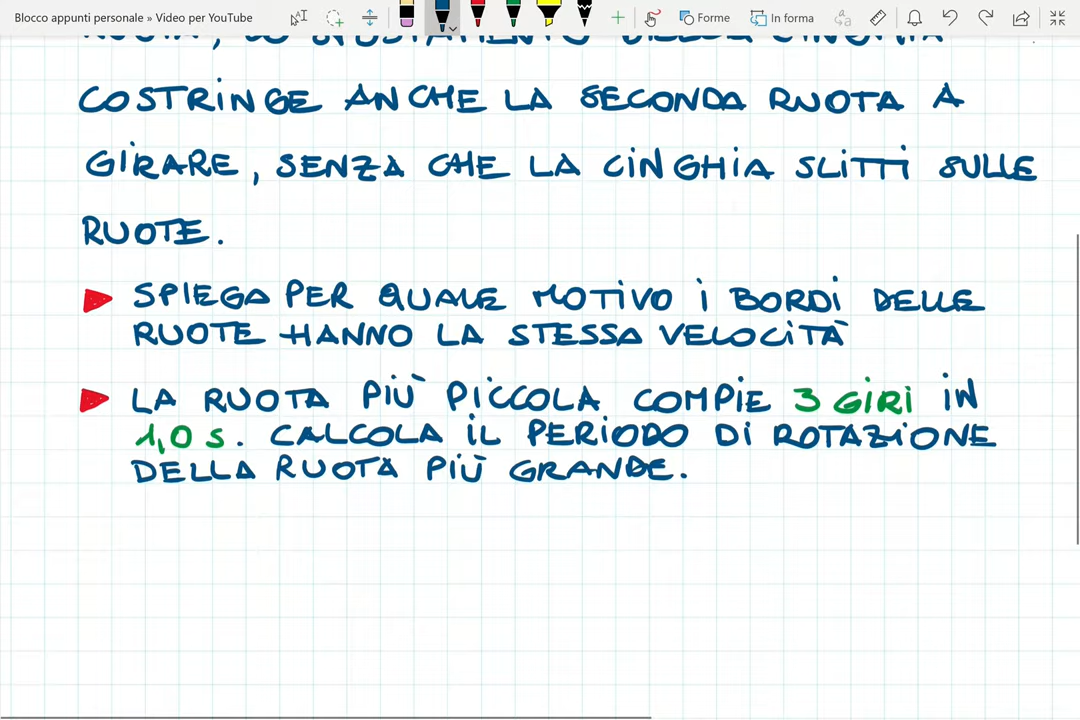 Blocco appunti personale » Video per YouTube
Forme
In forma
COSTRINGE ANCHE LA SECONDA RUOTA A
GIRARE, SENZA CHE LA CINGHIA SLITTI SULLE
RUOTE.
SPIEGA PER QUALE MOTIVO I BORDI DELLE
RUOTE HANNO LA STESSA VELOCITÀ
LA RUOTA PIÙ PICCOLA COMPIE 3 GIRI IN
1,0 s. CALCOLA IL PERIODO DI ROTAZIONE
DELLA RUOTA PIÙ GRANDE.